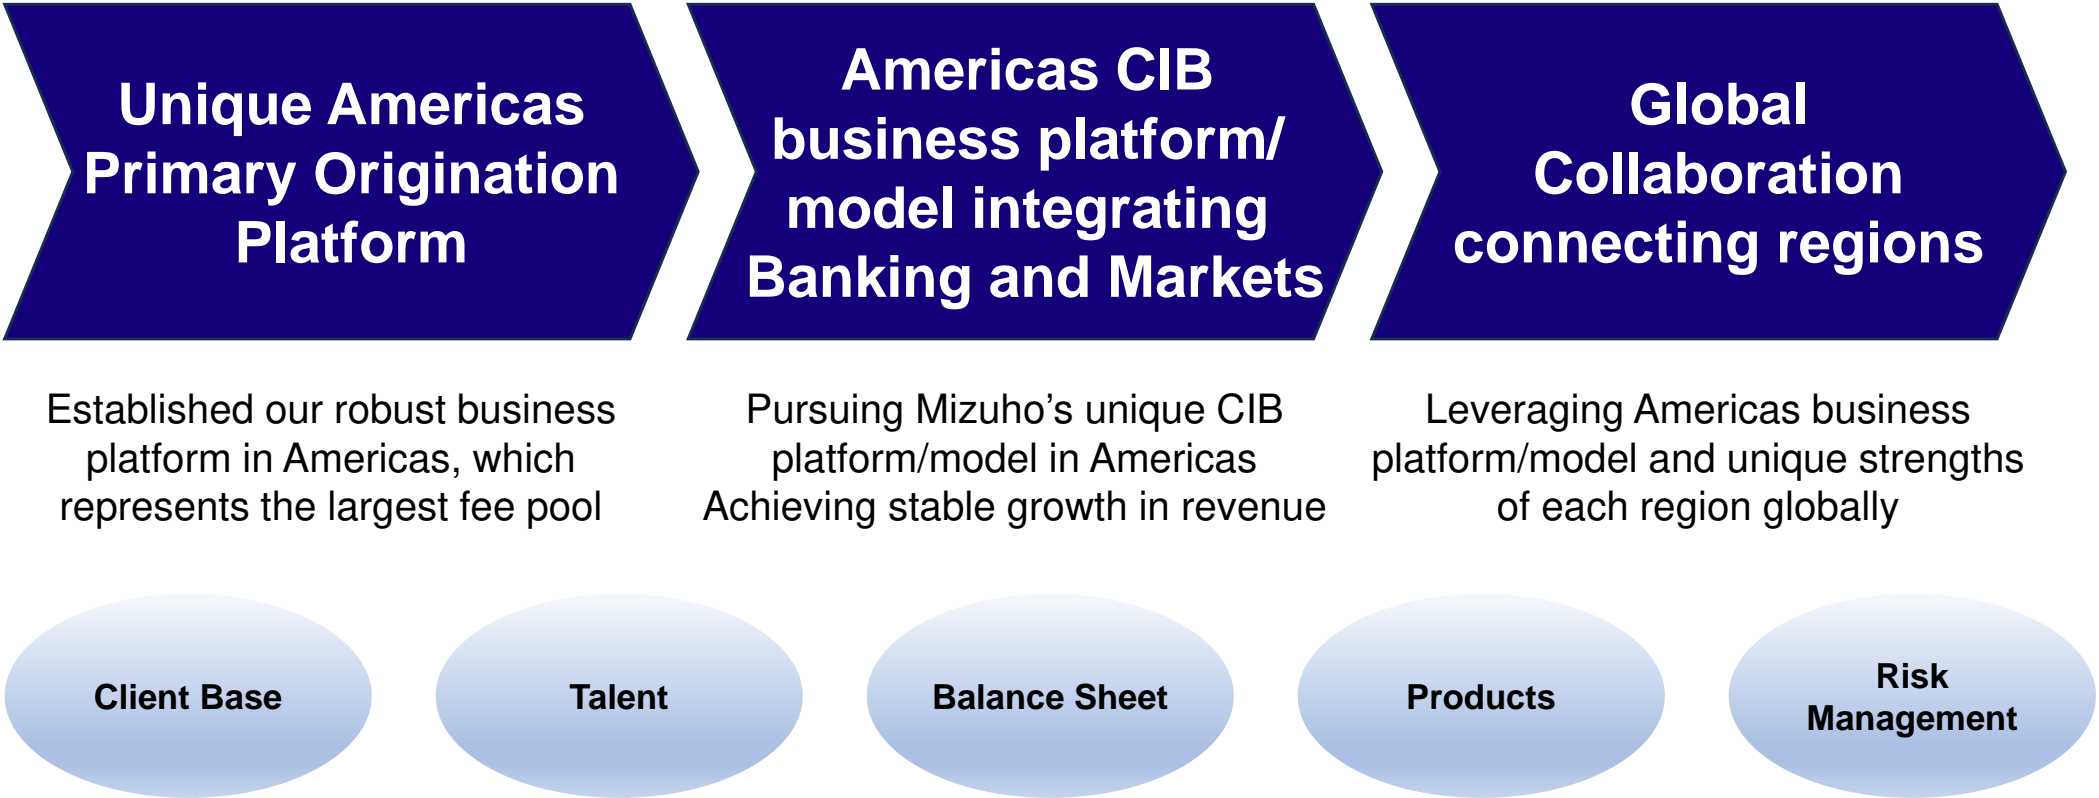 Unique Americas
Primary Origination
Platform
Americas CIB
business platform/
model integrating
Banking and Markets
Global
Collaboration
connecting regions
Established our robust business
platform in Americas, which
represents the largest fee pool
Pursuing Mizuho’s unique CIB
platform/model in Americas
Achieving stable growth in revenue
Leveraging Americas business
platform/model and unique strengths
of each region globally
Client Base
Talent
Balance Sheet
Products
Risk
Management